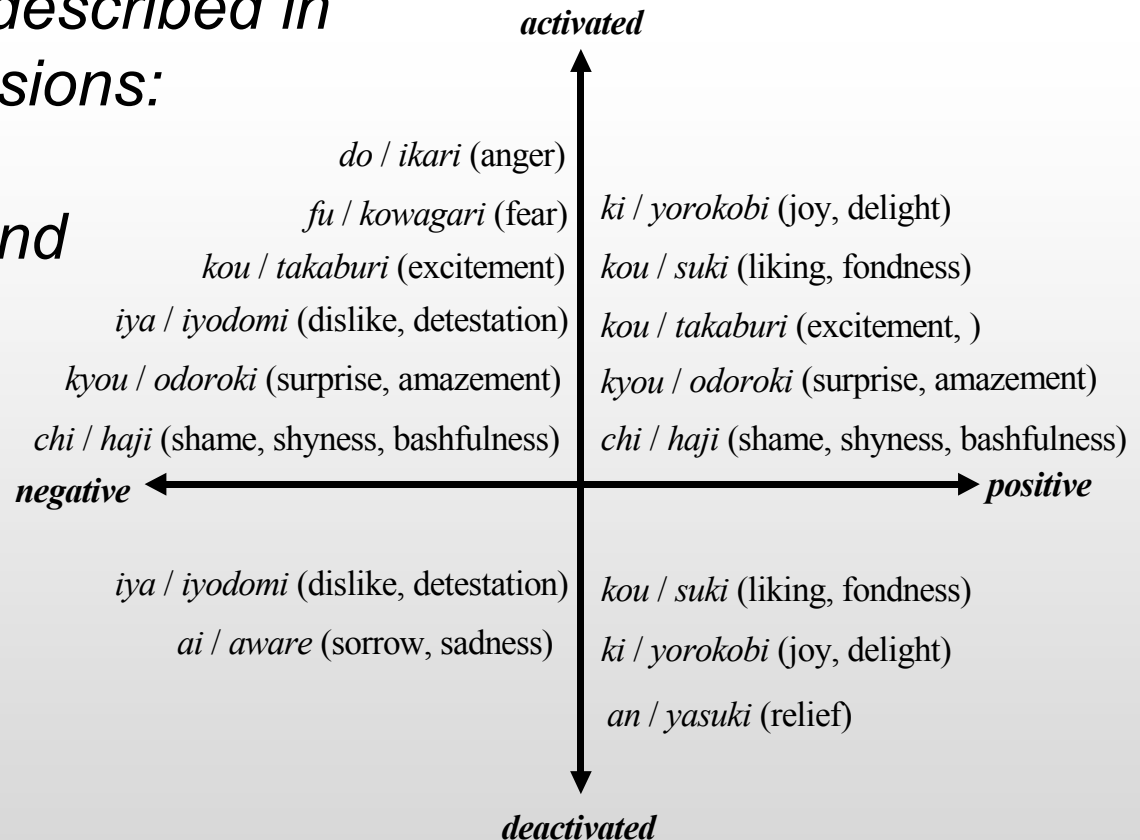 described in
activated
sions:
do / ikari (anger)
nd
fu / kowagari (fear)
ki / yorokobi (joy, delight)
kou / takaburi (excitement)
kou / suki (liking, fondness)
iya / iyodomi (dislike, detestation)
kou / takaburi (excitement, )
kyou / odoroki (surprise, amazement)
kyou / odoroki (surprise, amazement)
chi / haji (shame, shyness, bashfulness)
chi / haji (shame, shyness, bashfulness)
negative
positive
iya / iyodomi (dislike, detestation)
kou / suki (liking, fondness)
ai / aware (sorrow, sadness)
ki / yorokobi (joy, delight)
an / yasuki (relief)
deactivated